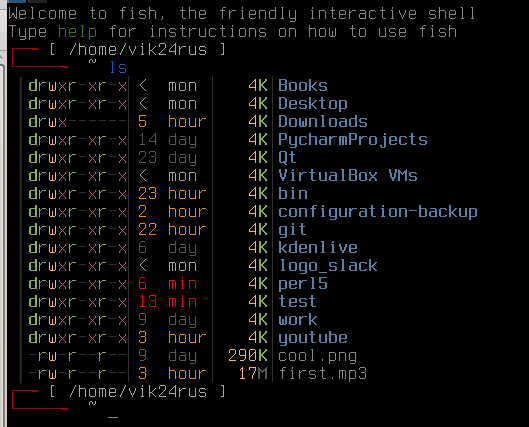 Welcome to fish, the friendly interactive shell
Type help for instructions on how to use fish
[ /home/vik24rus ]
~ ls
drwxr-xr-x < mon 4K Books
drwxr-xr-x < mon 4K Desktop
drwx------ 5 hour 4K Downloads
drwxr-xr-x 14 day 4K PycharmProjects
drwxr-xr-x 23 day 4K Qt
drwxr-xr-x < mon 4K VirtualBox VMs
drwxr-xr-x 23 hour 4K bin
drwxr-xr-x 2 hour 4K configuration-backup
drwxr-xr-x 22 hour 4K git
drwxr-xr-x 6 day 4K kdenlive
drwxr-xr-x < mon 4K logo_slack
drwxr-xr-x 6 min 4K perl5
drwxr-xr-x 13 min 4K test
drwxr-xr-x 9 day 4K work
drwxr-xr-x 3 hour 4K youtube
-rw-r--r-- 9 day 290K cool.png
-rw-r--r-- 3 hour 17M first.mp3
[ /home/vik24rus ]
~ _